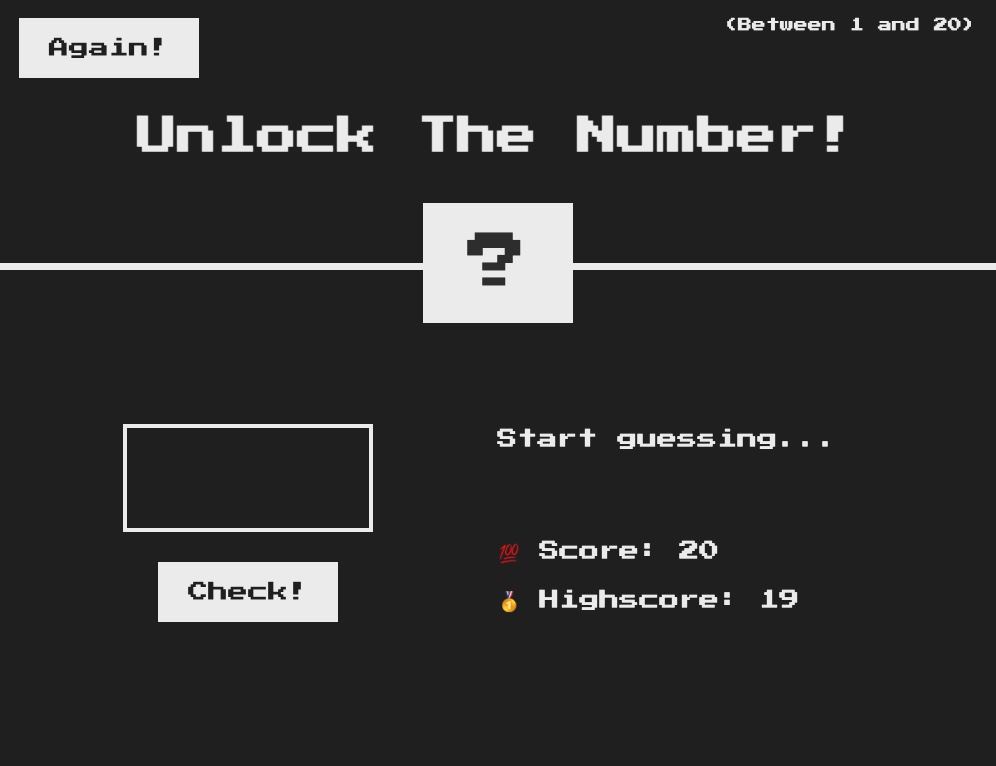 Again!
(Between 1 and 20)
Unlock The Number!
?
Start guessing...
💯 Score: 20
🥇 Highscore: 19
Check!